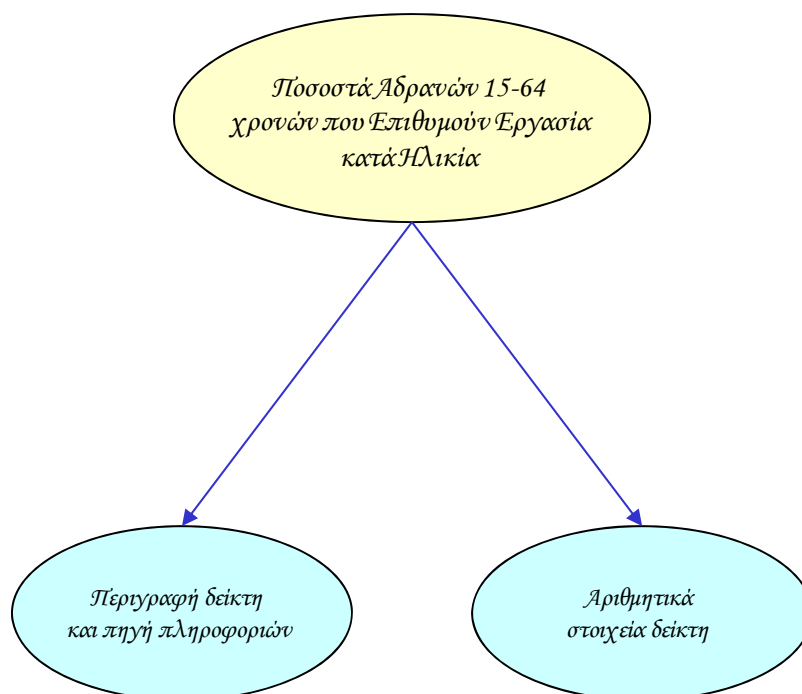 Ποσοστά Αδρανών 15-64
χρονών που Επιθυμούν Εργασία
κατά Ηλικία
Περιγραφή δείκτη
και πηγή πληροφοριών
Αριθμητικά
στοιχεία δείκτη